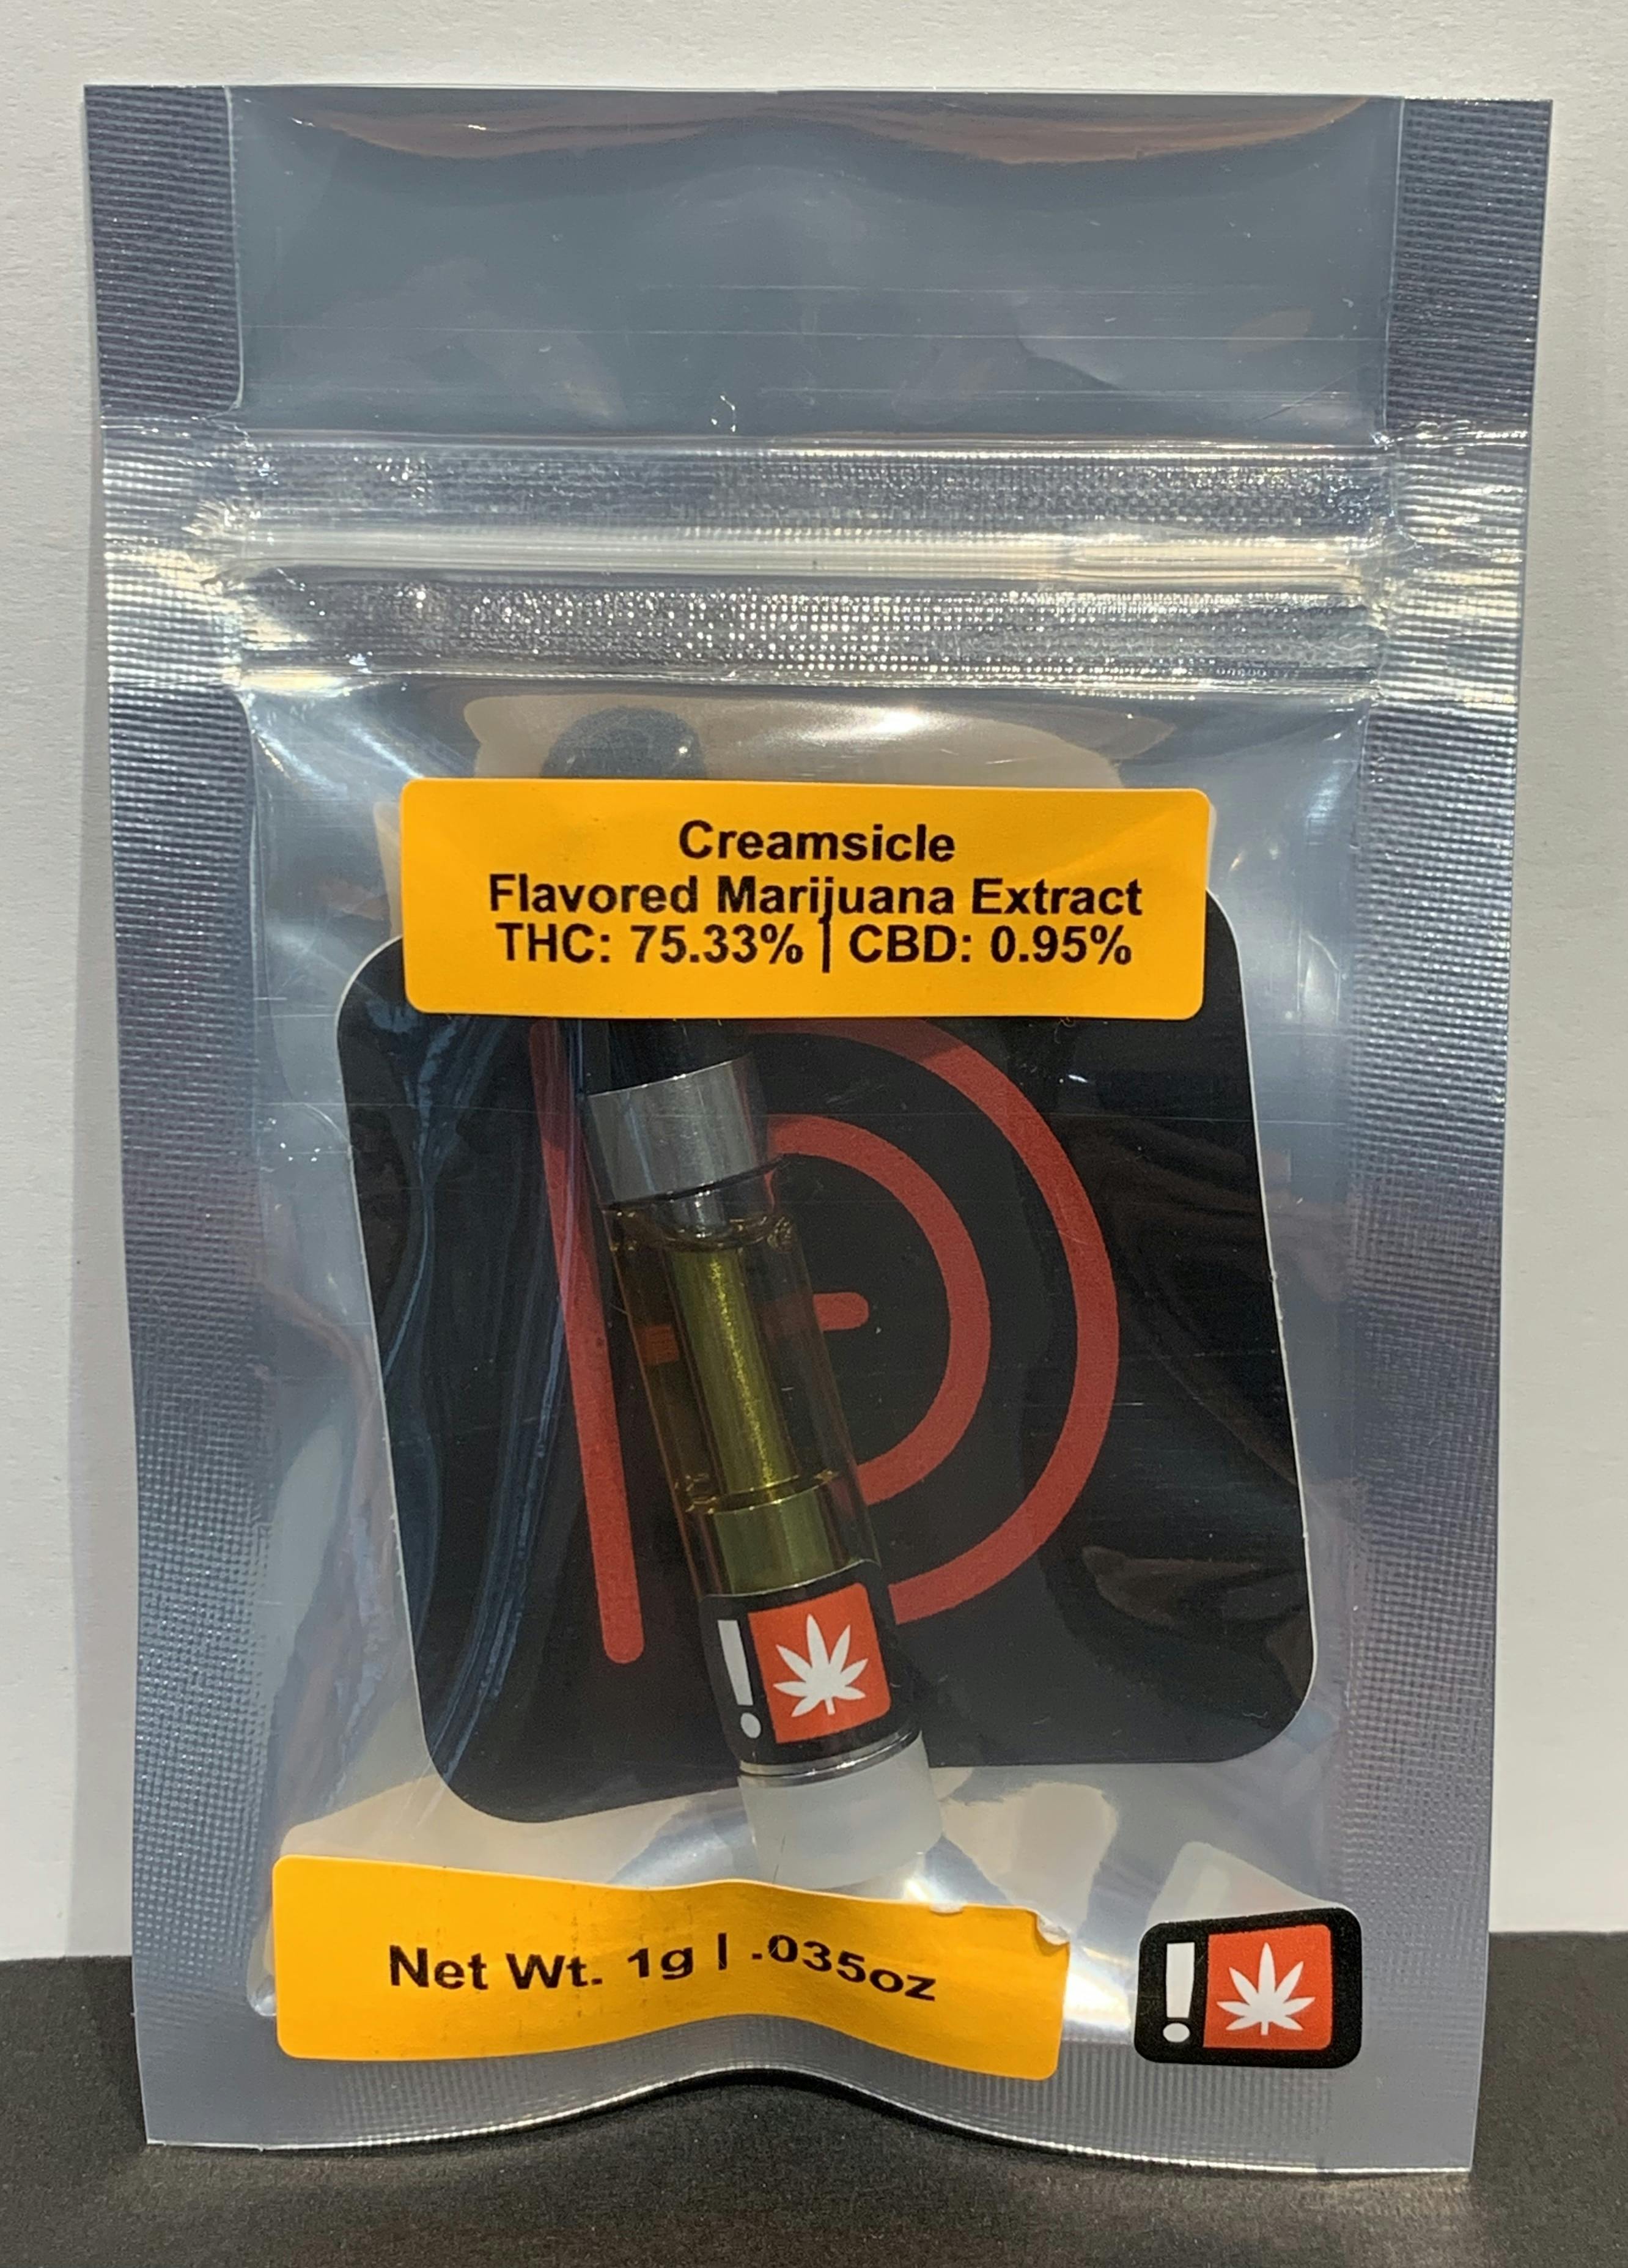 Creamsicle
Flavored Marijuana Extract
THC: 75.33% | CBD: 0.95%
!
Net Wt. 1g | .035oz
!